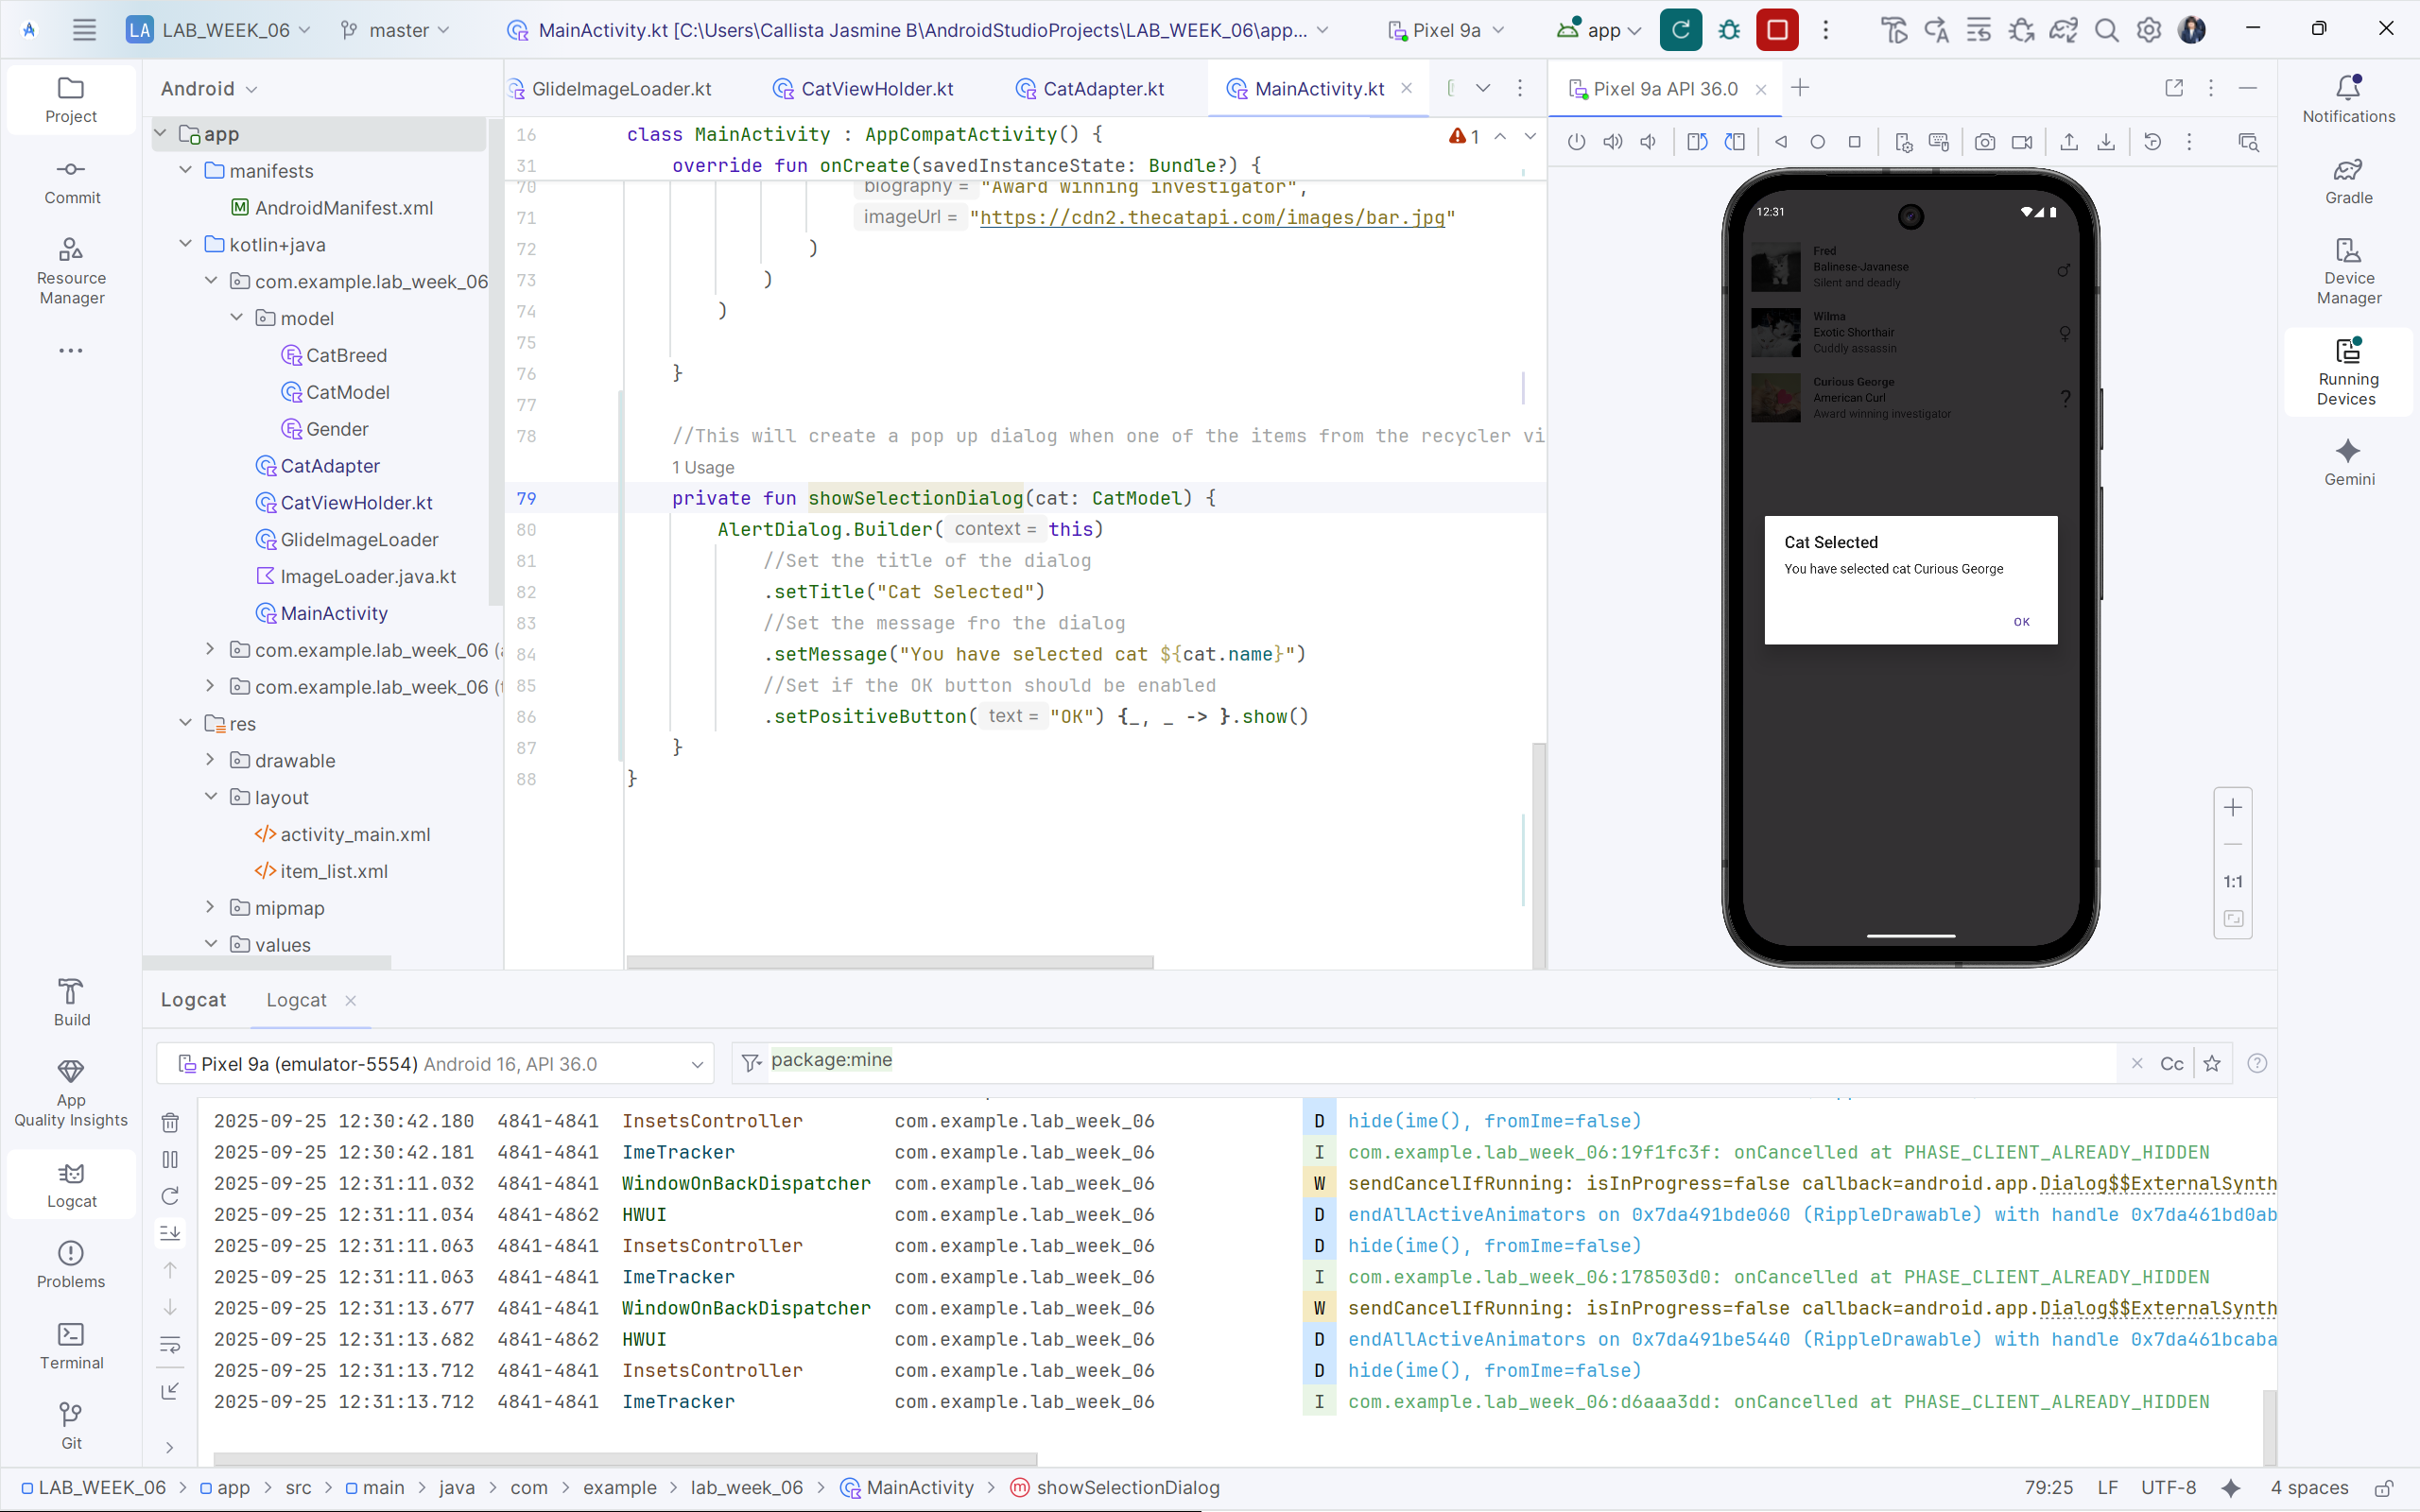 LA LAB_WEEK_06
master
MainActivity.kt [C:\Users\Callista Jasmine B\AndroidStudioProjects\LAB_WEEK_06\app...
Pixel 9a
app
Project
Commit
Resource
Manager
Android
app
manifests
AndroidManifest.xml
kotlin+java
com.example.lab_week_06
model
CatBreed
CatModel
Gender
CatAdapter
CatViewHolder.kt
GlideImageLoader
ImageLoader.java.kt
MainActivity
com.example.lab_week_06
com.example.lab_week_06
res
drawable
layout
activity_main.xml
item_list.xml
mipmap
values
GlideImageLoader.kt
CatViewHolder.kt
CatAdapter.kt
MainActivity.kt
16 class MainActivity : AppCompatActivity() {
1
31 override fun onCreate(savedInstanceState: Bundle?) {
70 biography = "Award winning investigator",
71 imageUrl = "https://cdn2.thecatapi.com/images/bar.jpg"
72 )
73 )
74 )
75
76 }
77
78 //This will create a pop up dialog when one of the items from the recycler vi
1 Usage
79 private fun showSelectionDialog(cat: CatModel) {
80 AlertDialog.Builder( context = this)
81 //Set the title of the dialog
82 .setTitle("Cat Selected")
83 //Set the message fro the dialog
84 .setMessage("You have selected cat ${cat.name}")
85 //Set if the OK button should be enabled
86 .setPositiveButton( text = "OK") {_, _ -> }.show()
87 }
88 }
Pixel 9a API 36.0
12:31
Fred
Balinese-Javanese
Silent and deadly
Wilma
Exotic Shorthair
Cuddly assassin
Curious George
American Curl
Award winning investigator
?
Cat Selected
You have selected cat Curious George
OK
1:1
Notifications
Gradle
Device
Manager
Running
Devices
Gemini
Build
App
Quality Insights
Logcat
Problems
Terminal
Git
Logcat
Logcat
Pixel 9a (emulator-5554) Android 16, API 36.0
package:mine
Cc
2025-09-25 12:30:42.180 4841-4841 InsetsController com.example.lab_week_06 D hide(ime(), fromIme=false)
2025-09-25 12:30:42.181 4841-4841 ImeTracker com.example.lab_week_06 I com.example.lab_week_06:19f1fc3f: onCancelled at PHASE_CLIENT_ALREADY_HIDDEN
2025-09-25 12:31:11.032 4841-4841 WindowOnBackDispatcher com.example.lab_week_06 W sendCancelIfRunning: isInProgress=false callback=android.app.Dialog$$ExternalSynth
2025-09-25 12:31:11.034 4841-4862 HWUI com.example.lab_week_06 D endAllActiveAnimators on 0x7da491bde060 (RippleDrawable) with handle 0x7da461bd0ab
2025-09-25 12:31:11.063 4841-4841 InsetsController com.example.lab_week_06 D hide(ime(), fromIme=false)
2025-09-25 12:31:11.063 4841-4841 ImeTracker com.example.lab_week_06 I com.example.lab_week_06:178503d0: onCancelled at PHASE_CLIENT_ALREADY_HIDDEN
2025-09-25 12:31:13.677 4841-4841 WindowOnBackDispatcher com.example.lab_week_06 W sendCancelIfRunning: isInProgress=false callback=android.app.Dialog$$ExternalSynth
2025-09-25 12:31:13.682 4841-4862 HWUI com.example.lab_week_06 D endAllActiveAnimators on 0x7da491be5440 (RippleDrawable) with handle 0x7da461bcaba
2025-09-25 12:31:13.712 4841-4841 InsetsController com.example.lab_week_06 D hide(ime(), fromIme=false)
2025-09-25 12:31:13.712 4841-4841 ImeTracker com.example.lab_week_06 I com.example.lab_week_06:d6aaa3dd: onCancelled at PHASE_CLIENT_ALREADY_HIDDEN
LAB_WEEK_06 > app > src > main > java > com > example > lab_week_06 > MainActivity > showSelectionDialog
79:25 LF UTF-8 4 spaces